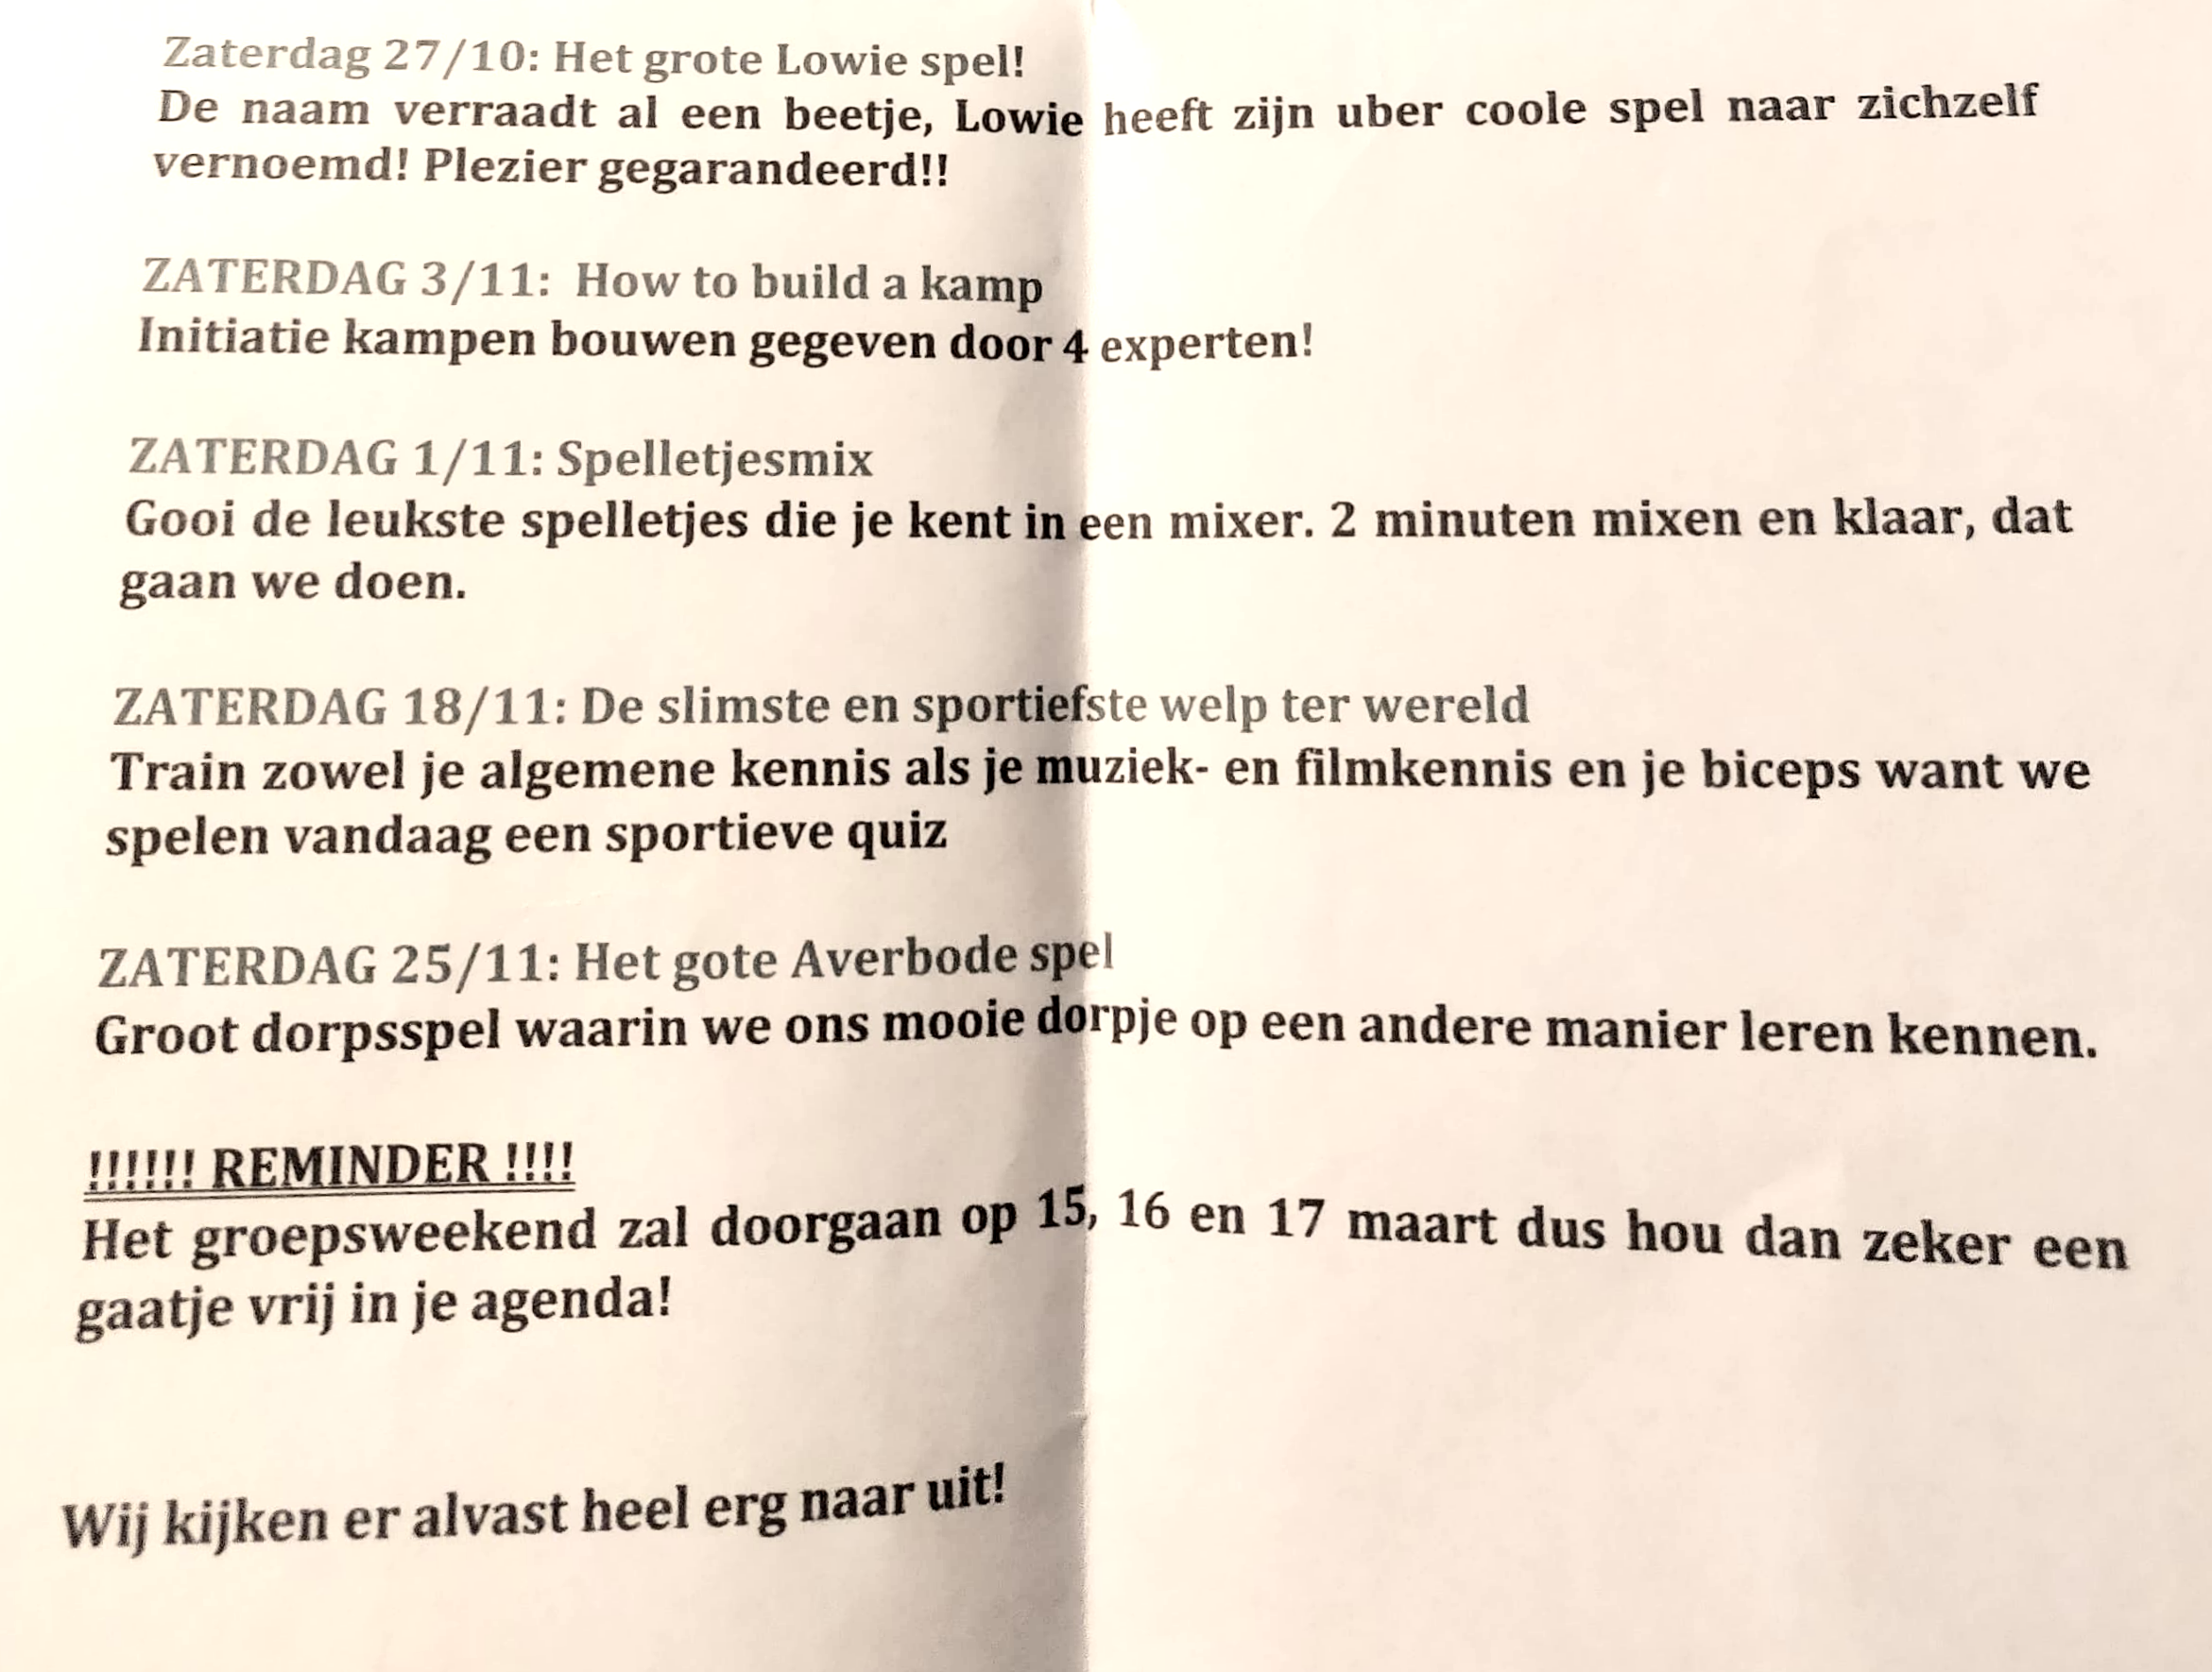 Zaterdag 27/10: Het grote Lowie spel!
De naam verraadt al een beetje, Lowie heeft zijn uber coole spel naar zichzelf
vernoemd! Plezier gegarandeerd!!
ZATERDAG 3/11: How to build a kamp
Initiatie kampen bouwen gegeven door 4 experten!
ZATERDAG 1/11: Spelletjesmix
Gooi de leukste spelletjes die je kent in een mixer. 2 minuten mixen en klaar, dat
gaan we doen.
ZATERDAG 18/11: De slimste en sportiefste welp ter wereld
Train zowel je algemene kennis als je muziek- en filmkennis en je biceps want we
spelen vandaag een sportieve quiz
ZATERDAG 25/11: Het gote Averbode spel
Groot dorpsspel waarin we ons mooie dorpje op een andere manier leren kennen.
!!!!!! REMINDER !!!!
Het groepsweekend zal doorgaan op 15, 16 en 17 maart dus hou dan zeker een
gaatje vrij in je agenda!
Wij kijken er alvast heel erg naar uit!